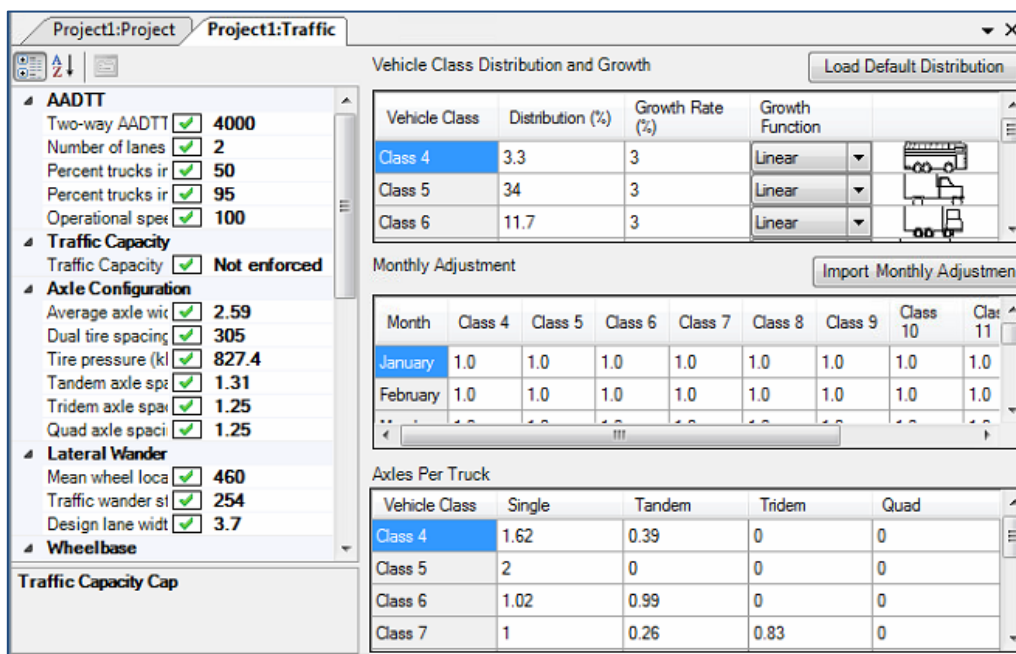 Project1:Project Project1:Traffic
AADTT
Two-way AADTT 4000
Number of lanes 2
Percent trucks ir 50
Percent trucks ir 95
Operational spee 100
Traffic Capacity
Traffic Capacity Not enforced
Axle Configuration
Average axle wid 2.59
Dual tire spacing 305
Tire pressure (kl 827.4
Tandem axle spa 1.31
Tridem axle spac 1.25
Quad axle spaci 1.25
Lateral Wander
Mean wheel loca 460
Traffic wander st 254
Design lane widt 3.7
Wheelbase
Traffic Capacity Cap
Vehicle Class Distribution and Growth Load Default Distribution
Vehicle Class Distribution (%) Growth Rate (%) Growth Function
Class 4 3.3 3 Linear
Class 5 34 3 Linear
Class 6 11.7 3 Linear
Monthly Adjustment Import Monthly Adjustmen
Month Class 4 Class 5 Class 6 Class 7 Class 8 Class 9 Class 10 Clas 11
January 1.0 1.0 1.0 1.0 1.0 1.0 1.0 1.0
February 1.0 1.0 1.0 1.0 1.0 1.0 1.0 1.0
Axles Per Truck
Vehicle Class Single Tandem Tridem Quad
Class 4 1.62 0.39 0 0
Class 5 2 0 0 0
Class 6 1.02 0.99 0 0
Class 7 1 0.26 0.83 0